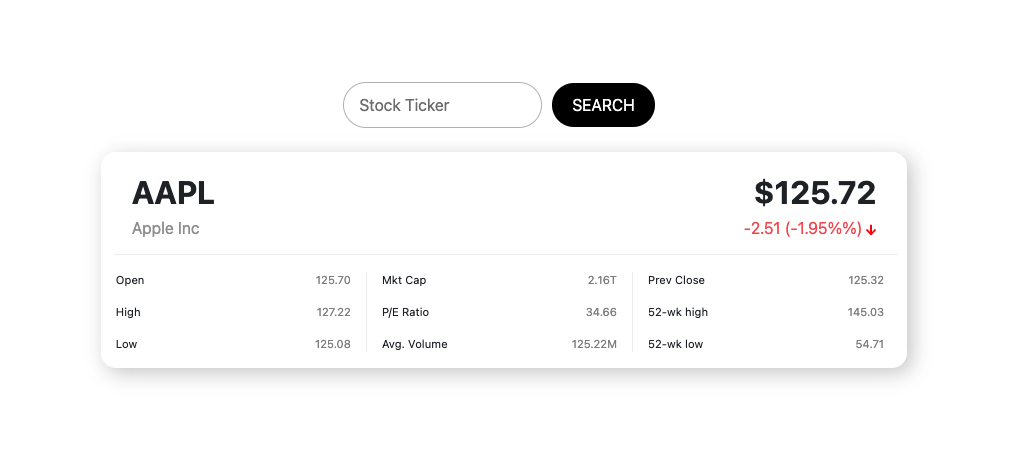 Stock Ticker SEARCH
AAPL $125.72
Apple Inc -2.51 (-1.95%%)
Open 125.70 Mkt Cap 2.16T Prev Close 125.32
High 127.22 P/E Ratio 34.66 52-wk high 145.03
Low 125.08 Avg. Volume 125.22M 52-wk low 54.71